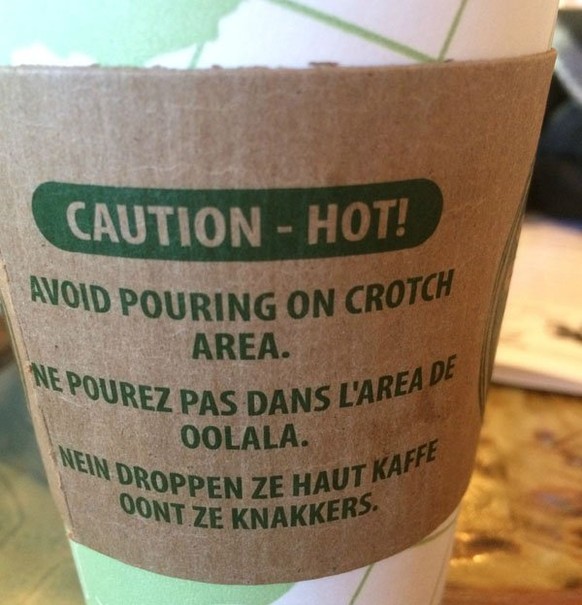 CAUTION - HOT!
AVOID POURING ON CROTCH
AREA.
NE POUREZ PAS DANS L'AREA DE
OOLALA.
NEIN DROPPEN ZE HAUT KAFFE
OONT ZE KNAKKERS.